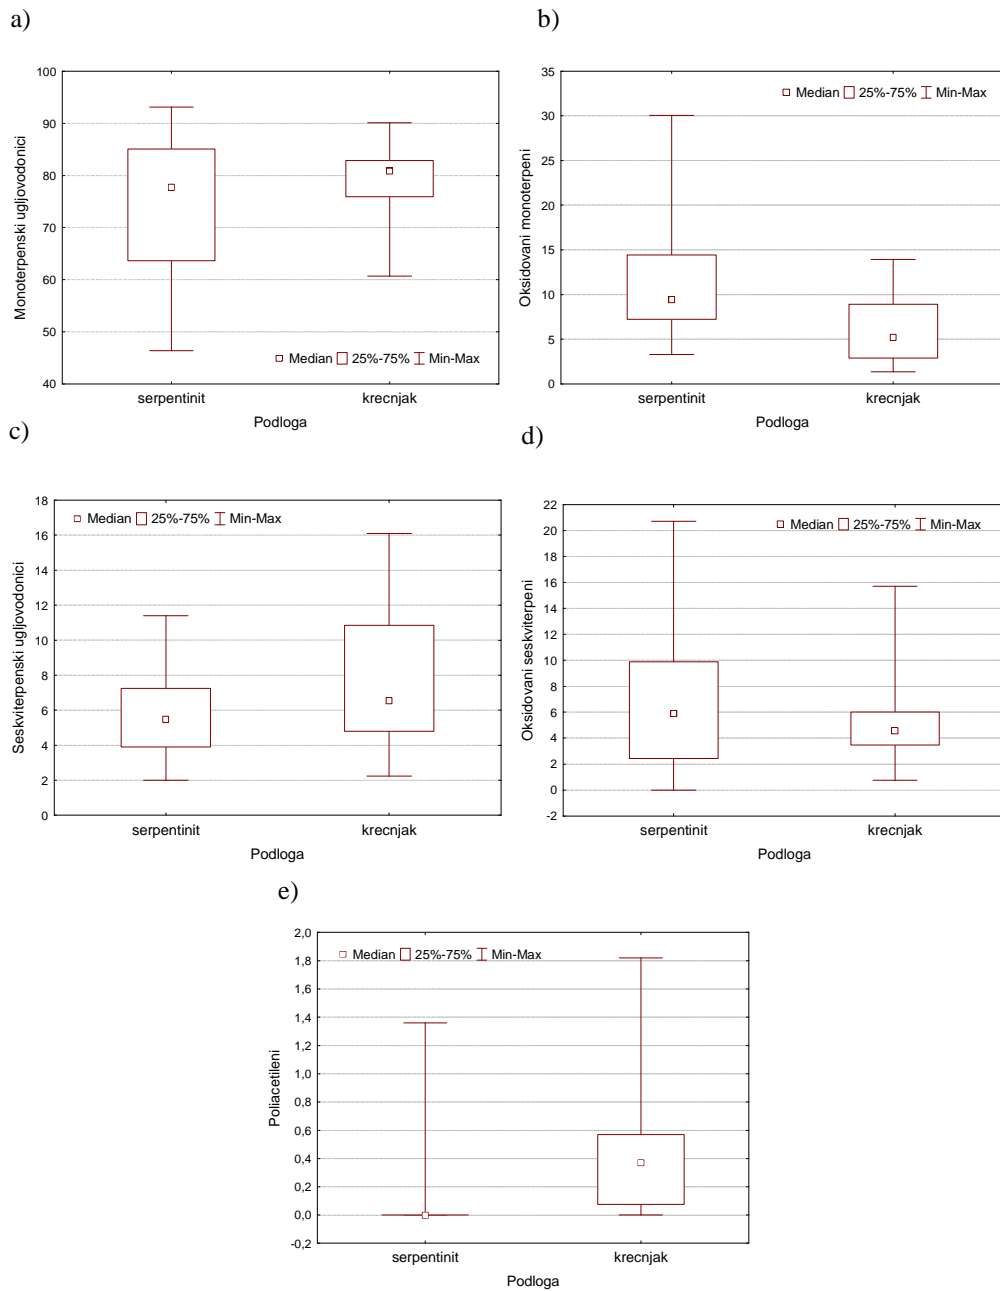 a)
b)
100
90
80
70
60
50
40
Monoterpenski ugljovodonici
Median 25%-75% Min-Max
serpentinit krecnjak
Podloga
35
30
25
20
15
10
5
0
Oksidovani monoterpeni
Median 25%-75% Min-Max
serpentinit krecnjak
Podloga
c)
d)
18
16
14
12
10
8
6
4
2
0
Seskviterpenski ugljovodonici
Median 25%-75% Min-Max
serpentinit krecnjak
Podloga
22
20
18
16
14
12
10
8
6
4
2
0
-2
Oksidovani seskviterpeni
Median 25%-75% Min-Max
serpentinit krecnjak
Podloga
e)
2,0
1,8
1,6
1,4
1,2
1,0
0,8
0,6
0,4
0,2
0,0
-0,2
Poliacetileni
Median 25%-75% Min-Max
serpentinit krecnjak
Podloga